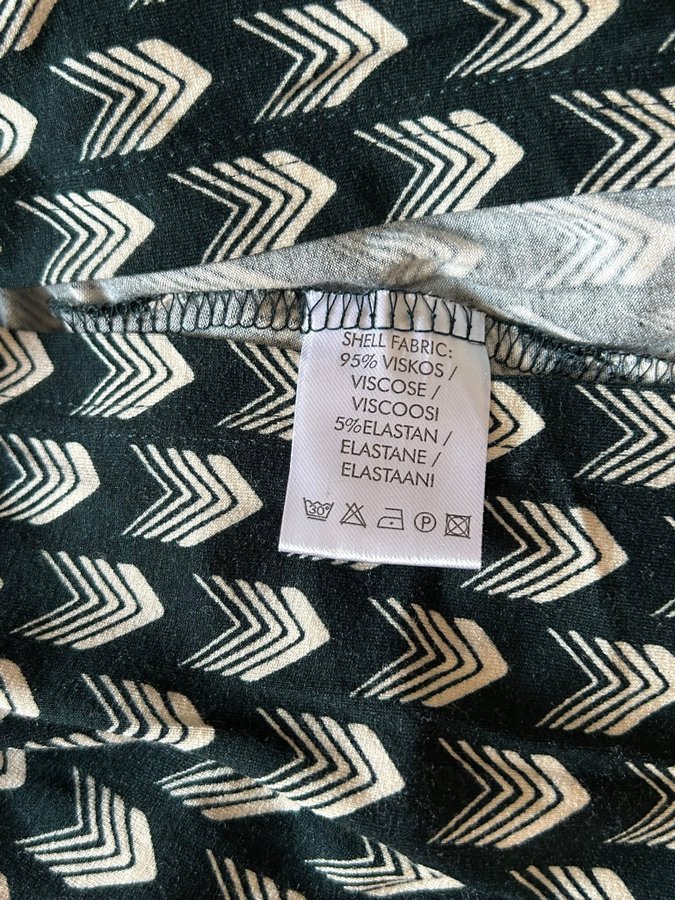 SHELL FABRIC:
95% VISKOS /
VISCOSE /
VISCOOSI
5%ELASTAN /
ELASTANE /
ELASTAANI
30° P